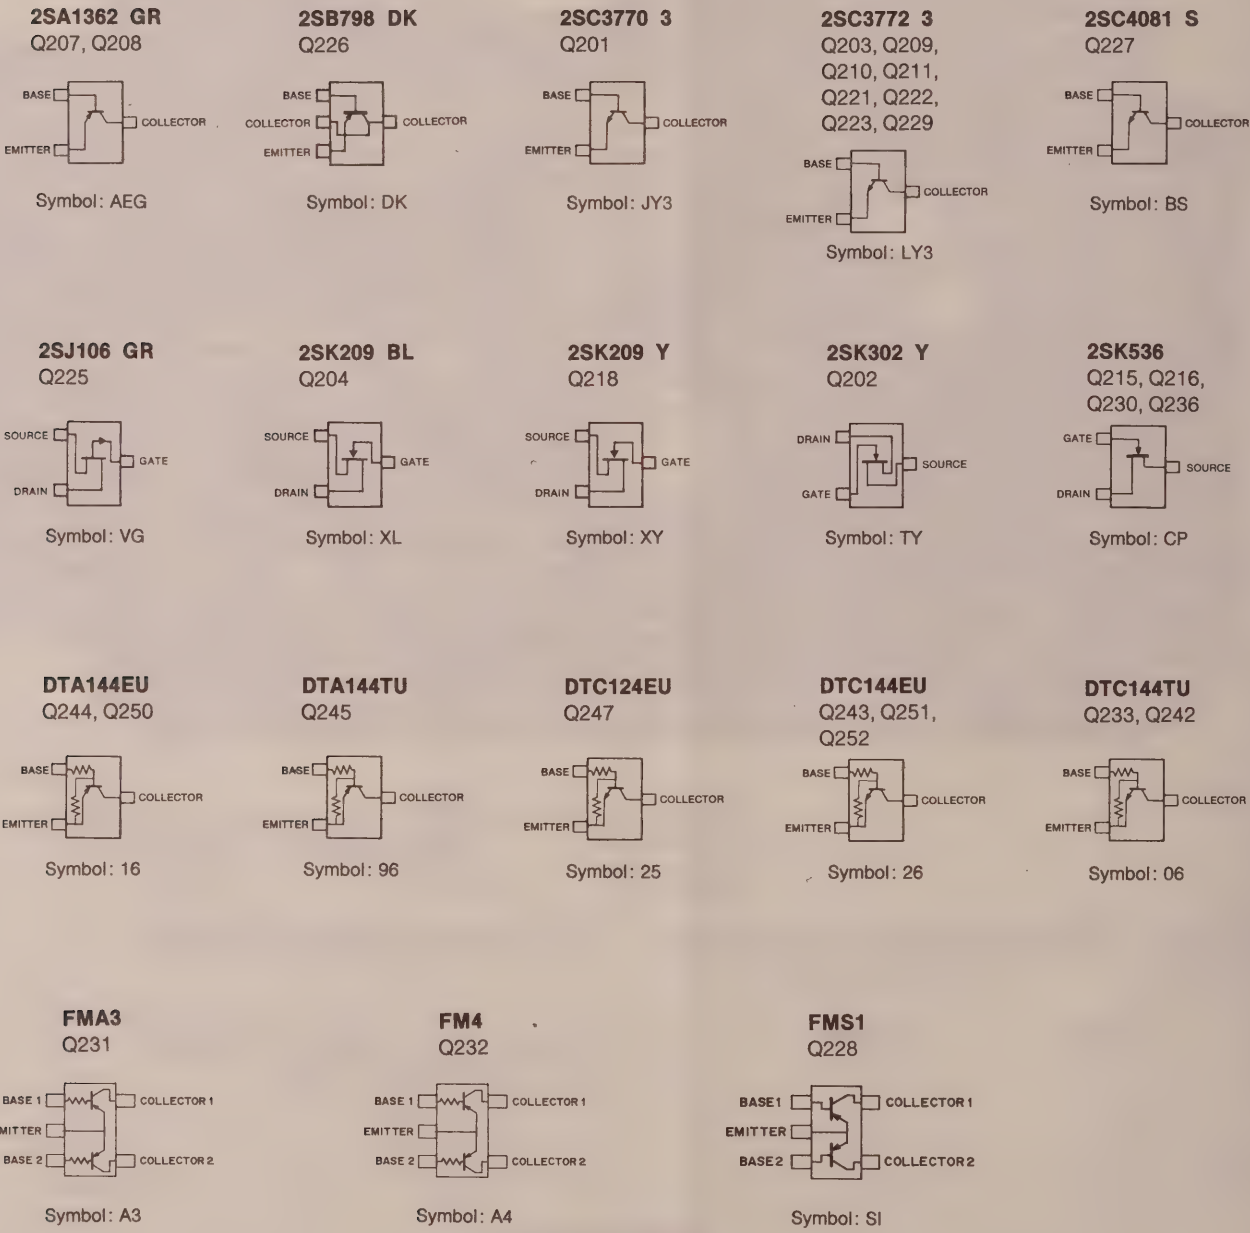 2SA1362 GR
Q207, Q208
BASE
COLLECTOR
EMITTER
Symbol: AEG
2SB798 DK
Q226
BASE
COLLECTOR
COLLECTOR
EMITTER
Symbol: DK
2SC3770 3
Q201
BASE
COLLECTOR
EMITTER
Symbol: JY3
2SC3772 3
Q203, Q209,
Q210, Q211,
Q221, Q222,
Q223, Q229
BASE
COLLECTOR
EMITTER
Symbol: LY3
2SC4081 S
Q227
BASE
COLLECTOR
EMITTER
Symbol: BS
2SJ106 GR
Q225
SOURCE
GATE
DRAIN
Symbol: VG
2SK209 BL
Q204
SOURCE
GATE
DRAIN
Symbol: XL
2SK209 Y
Q218
SOURCE
GATE
DRAIN
Symbol: XY
2SK302 Y
Q202
DRAIN
SOURCE
GATE
Symbol: TY
2SK536
Q215, Q216,
Q230, Q236
GATE
SOURCE
DRAIN
Symbol: CP
DTA144EU
Q244, Q250
BASE
COLLECTOR
EMITTER
Symbol: 16
DTA144TU
Q245
BASE
COLLECTOR
EMITTER
Symbol: 96
DTC124EU
Q247
BASE
COLLECTOR
EMITTER
Symbol: 25
DTC144EU
Q243, Q251,
Q252
BASE
COLLECTOR
EMITTER
Symbol: 26
DTC144TU
Q233, Q242
BASE
COLLECTOR
EMITTER
Symbol: 06
FMA3
Q231
BASE 1
COLLECTOR 1
MITTER
BASE 2
COLLECTOR 2
Symbol: A3
FM4
Q232
BASE 1
COLLECTOR 1
EMITTER
BASE 2
COLLECTOR 2
Symbol: A4
FMS1
Q228
BASE1
COLLECTOR 1
EMITTER
BASE2
COLLECTOR 2
Symbol: SI